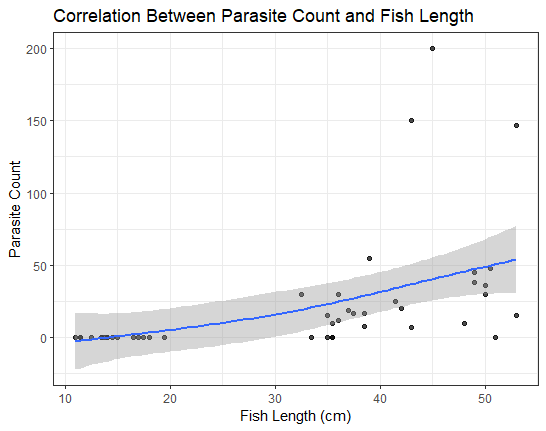 Correlation Between Parasite Count and Fish Length
200
150
100
50
0
Parasite Count
10 20 30 40 50
Fish Length (cm)